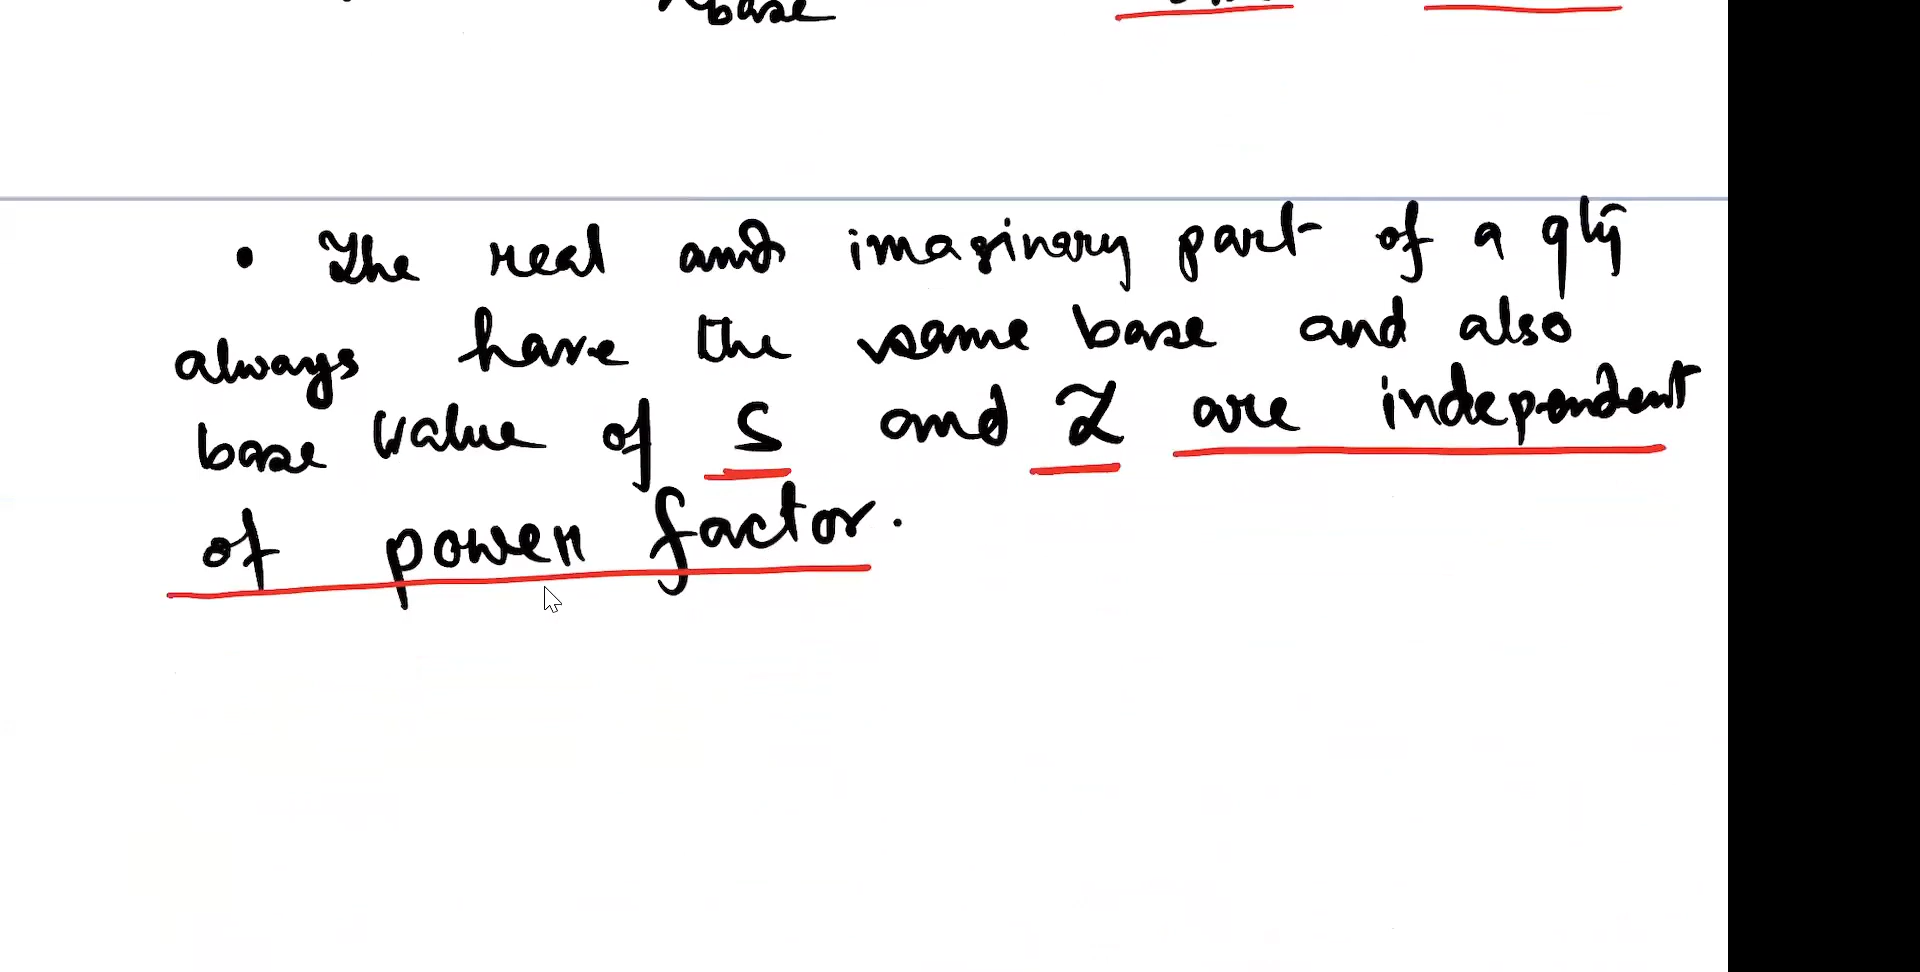 base
• The real and imaginary part of a qty
always have the same base and also
base value of S and Z are independent
of power factor.